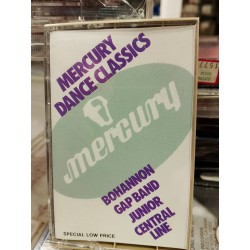 MERCURY
DANCE CLASSICS
mercury
BOHANNON
GAP BAND
JUNIOR
CENTRAL
LINE
SPECIAL LOW PRICE